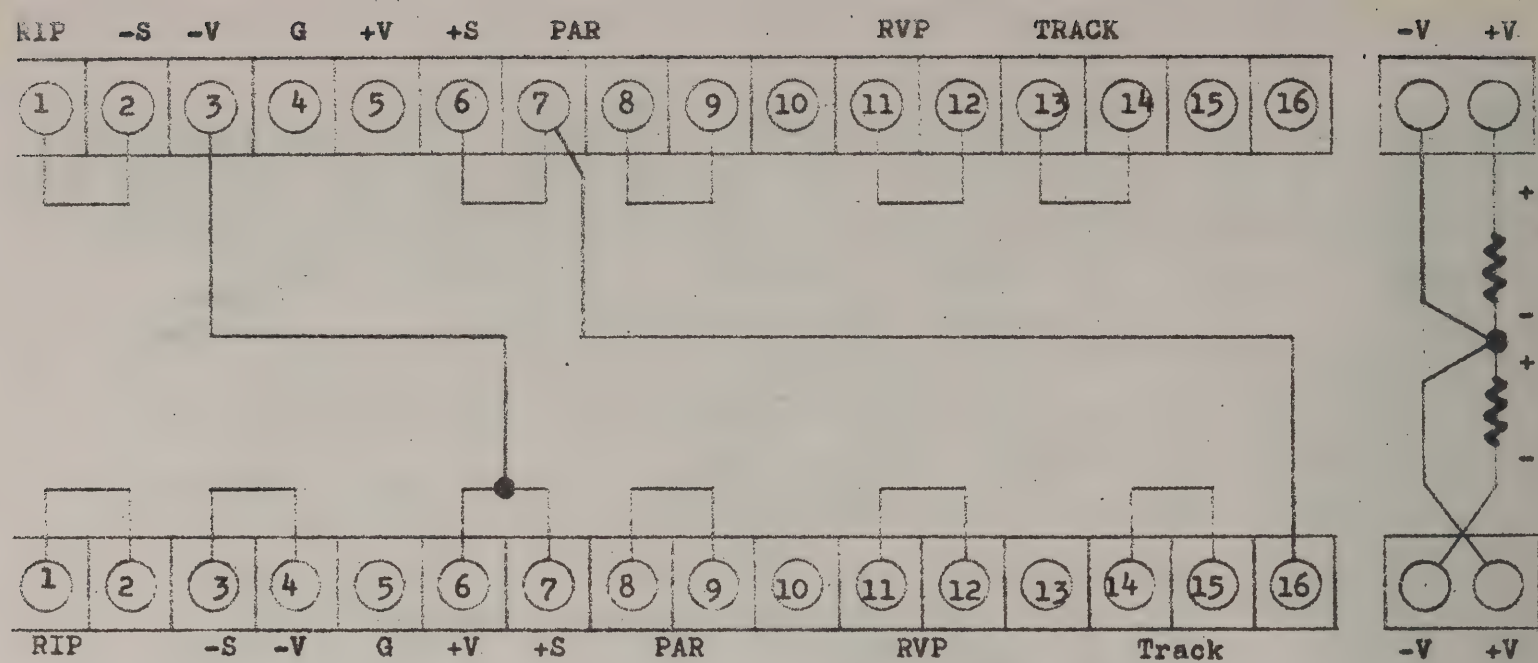 RIP -S -V G +V +S PAR RVP TRACK -V +V
1 2 3 4 5 6 7 8 9 10 11 12 13 14 15 16
+
-
+
-
1 2 3 4 5 6 7 8 9 10 11 12 13 14 15 16
RIP -S -V G +V +S PAR RVP Track -V +V